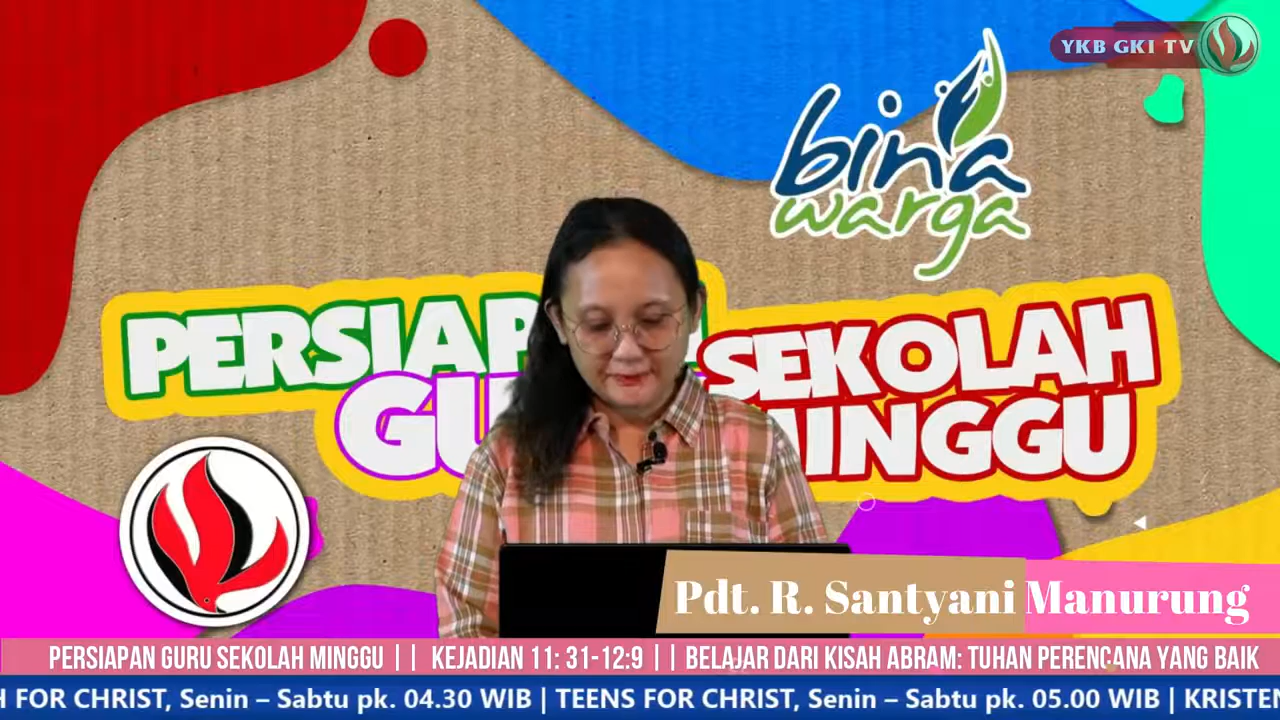 YKB GKI TV
bina
warga
PERSIAP SEKOLAH
GU MINGGU
Pdt. R. Santyani Manurung
PERSIAPAN GURU SEKOLAH MINGGU || KEJADIAN 11: 31-12:9 || BELAJAR DARI KISAH ABRAM: TUHAN PERENCANA YANG BAIK
H FOR CHRIST, Senin – Sabtu pk. 04.30 WIB | TEENS FOR CHRIST, Senin – Sabtu pk. 05.00 WIB | KRISTEN